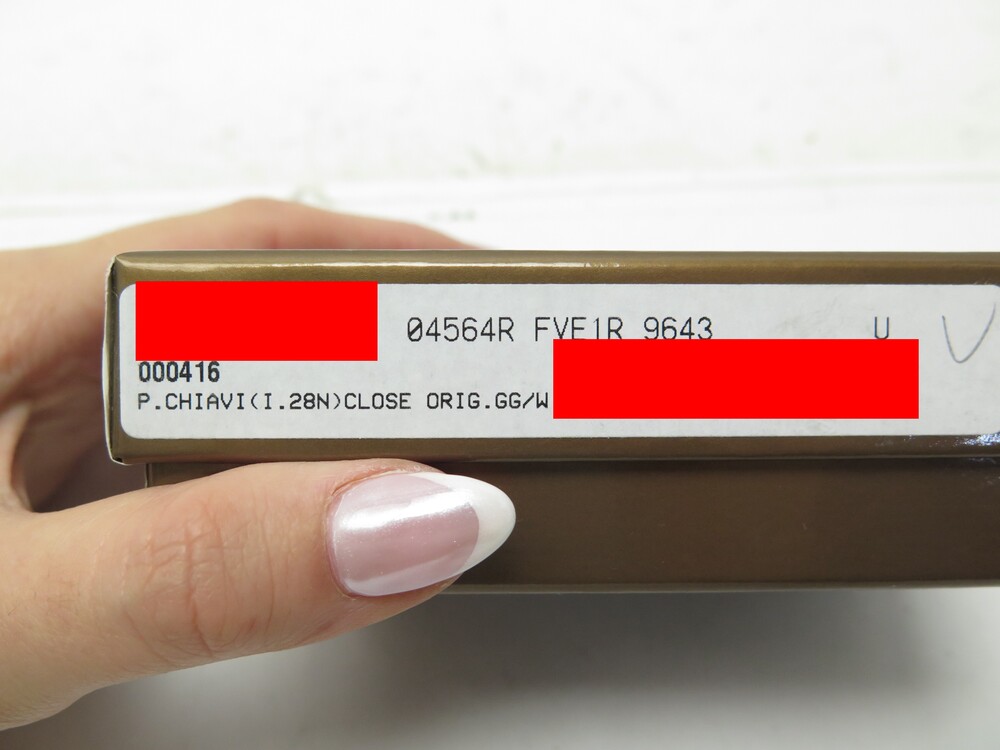 04564R FVE1R 9643 U
000416
P.CHIAVI(I.28N)CLOSE ORIG.GG/W